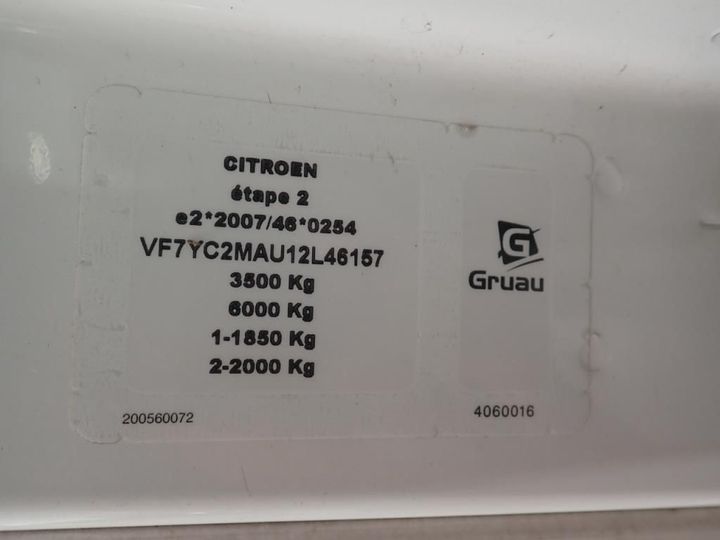 CITROEN
étape 2
e2*2007/46*0254
VF7YC2MAU12L46157
3500 Kg
6000 Kg
1-1850 Kg
2-2000 Kg
200560072
G
Gruau
4060016